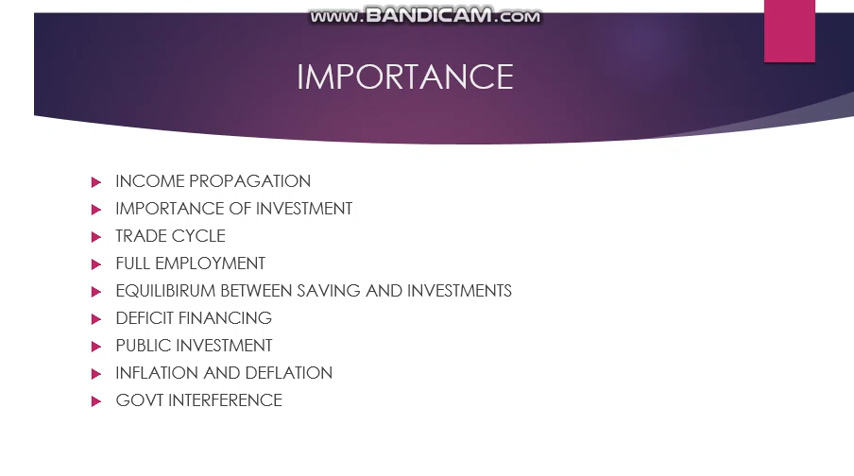 www.BANDICAM.com
IMPORTANCE
INCOME PROPAGATION
IMPORTANCE OF INVESTMENT
TRADE CYCLE
FULL EMPLOYMENT
EQUILIBIRUM BETWEEN SAVING AND INVESTMENTS
DEFICIT FINANCING
PUBLIC INVESTMENT
INFLATION AND DEFLATION
GOVT INTERFERENCE